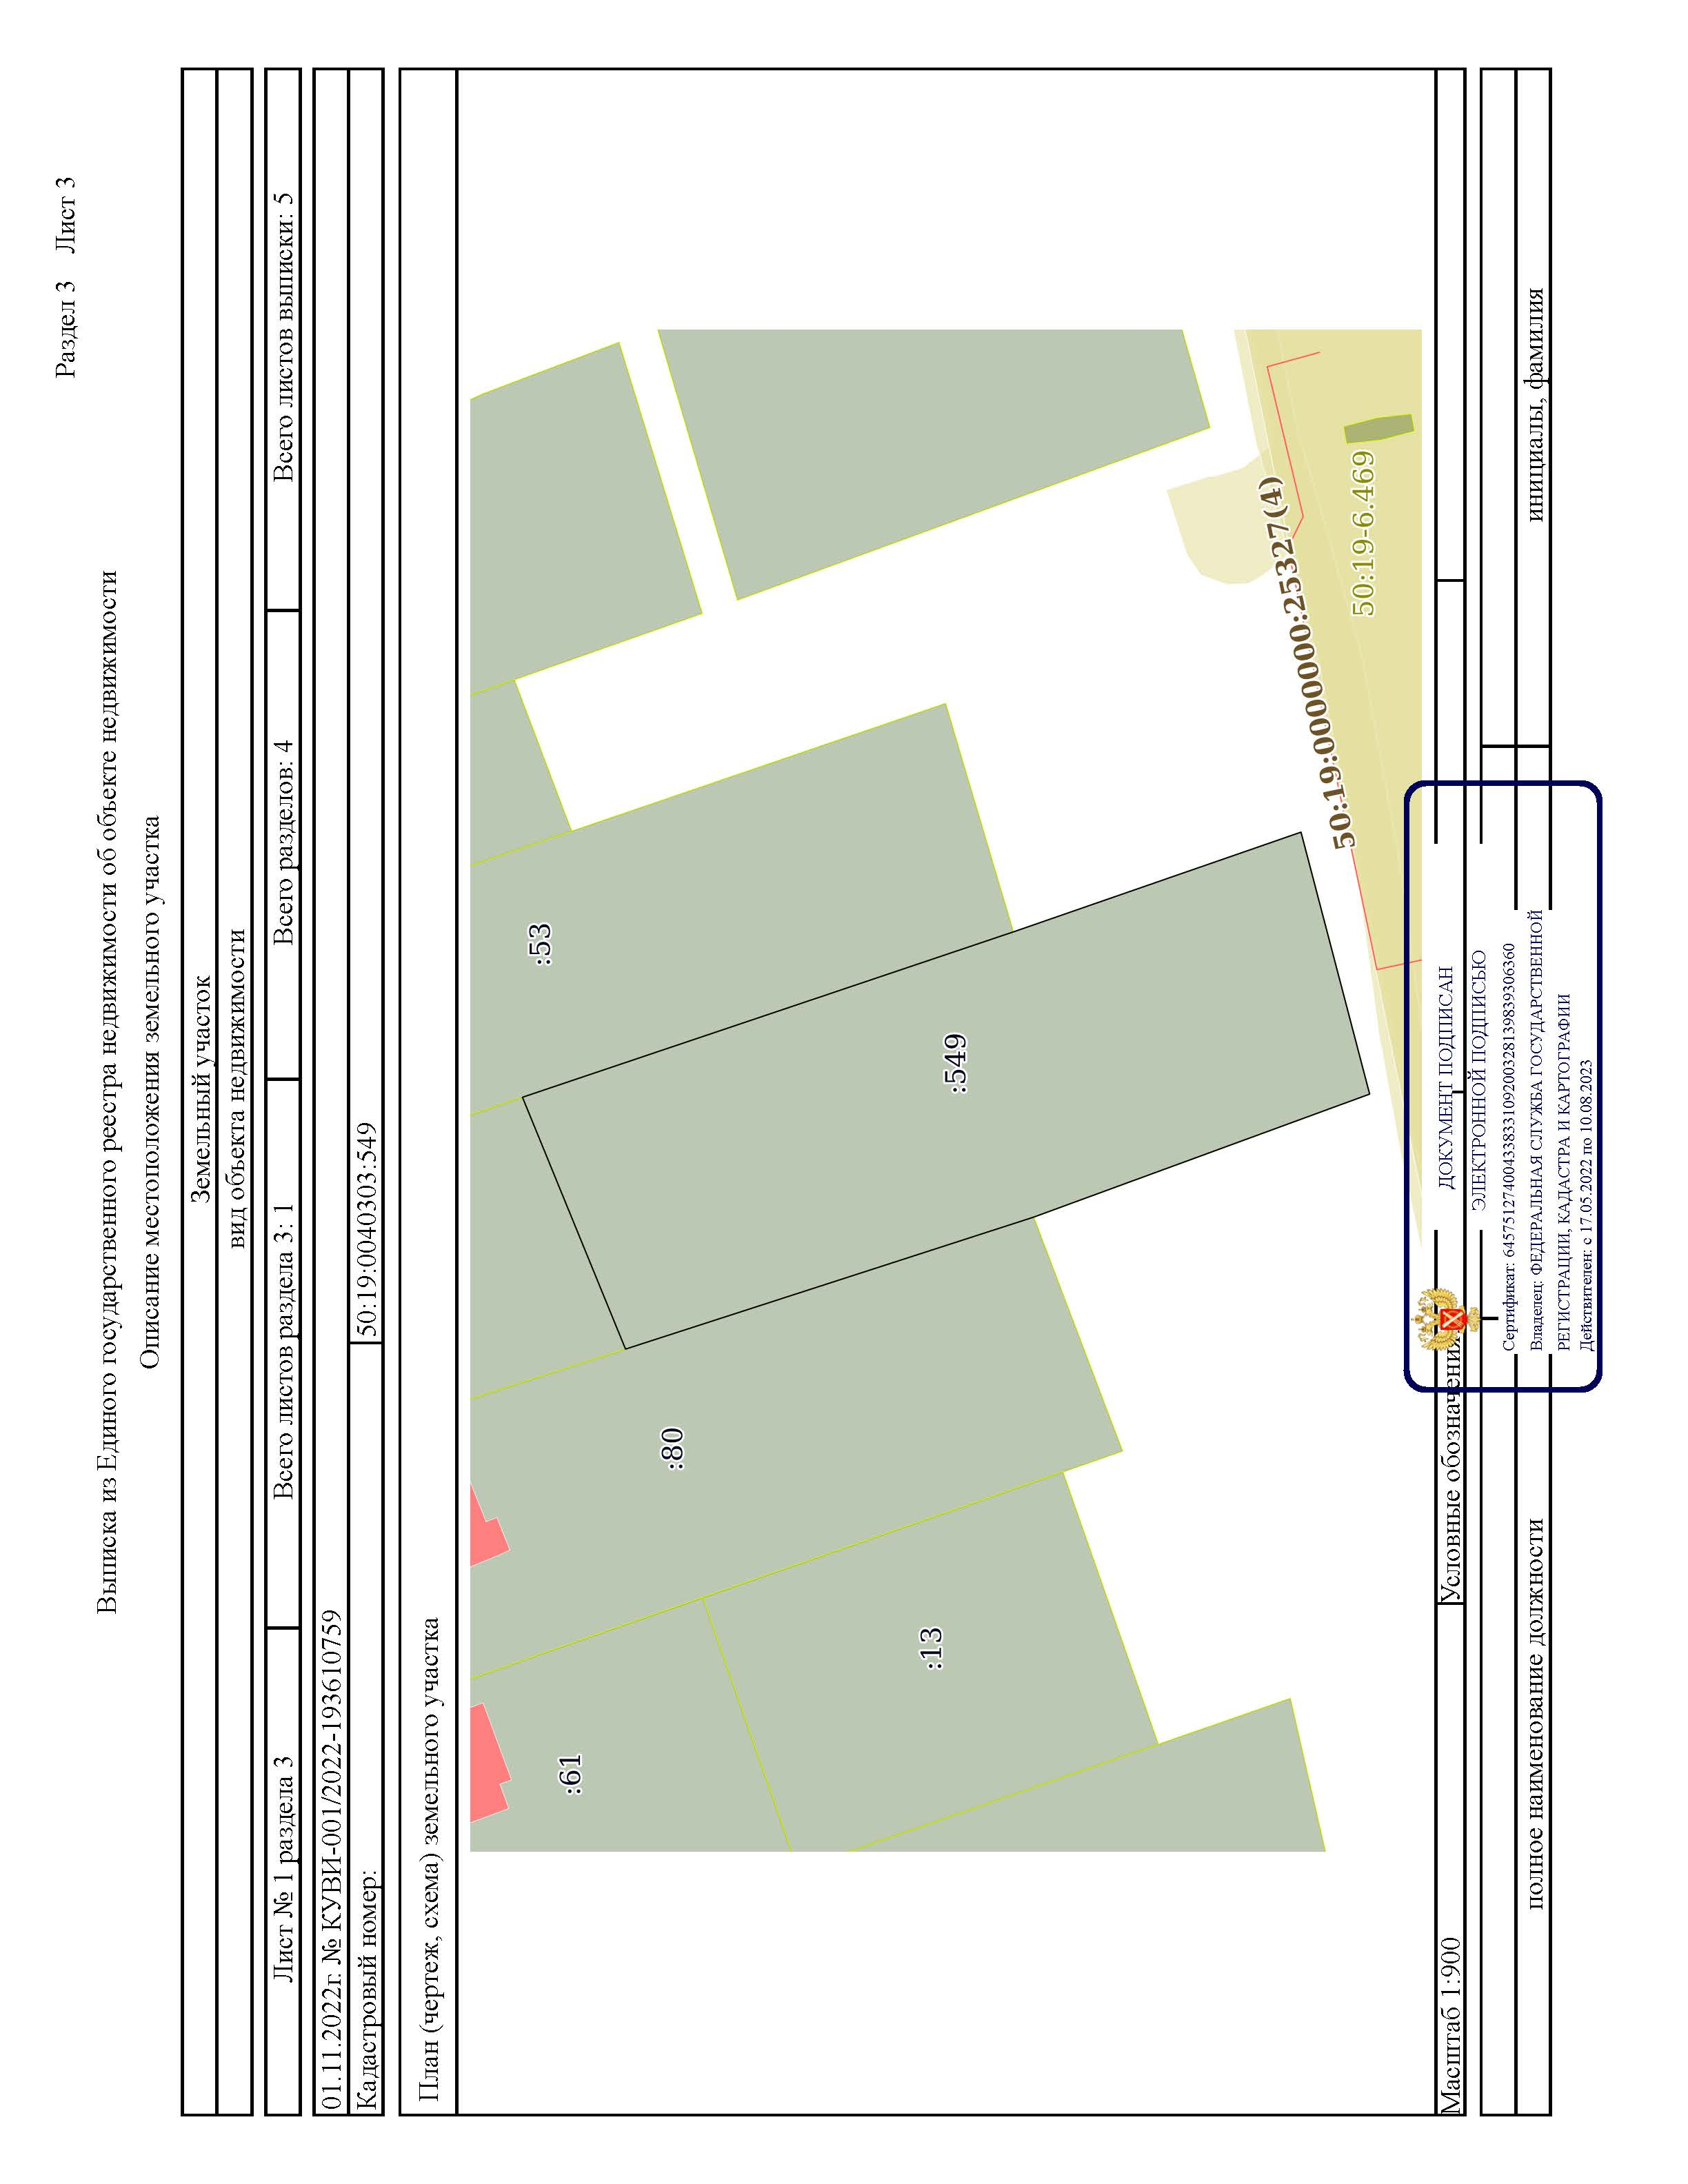 Раздел 3 Лист 3
Выписка из Единого государственного реестра недвижимости об объекте недвижимости
Описание местоположения земельного участка
Земельный участок
вид объекта недвижимости
Лист № 1 раздела 3 Всего листов раздела 3: 1 Всего разделов: 4 Всего листов выписки: 5
01.11.2022г. № КУВИ-001/2022-193610759
Кадастровый номер: 50:19:0040303:549
План (чертеж, схема) земельного участка
:53
:61
:80
:13
:549
50:19:0000000:25327(4)
50:19-6.469
Масштаб 1:900 Условные обозначения
ДОКУМЕНТ ПОДПИСАН
ЭЛЕКТРОННОЙ ПОДПИСЬЮ
Сертификат: 645751274004338331092003281398393906360
Владелец: ФЕДЕРАЛЬНАЯ СЛУЖБА ГОСУДАРСТВЕННОЙ
РЕГИСТРАЦИИ, КАДАСТРА И КАРТОГРАФИИ
Действителен: с 17.05.2022 по 10.08.2023
полное наименование должности инициалы, фамилия